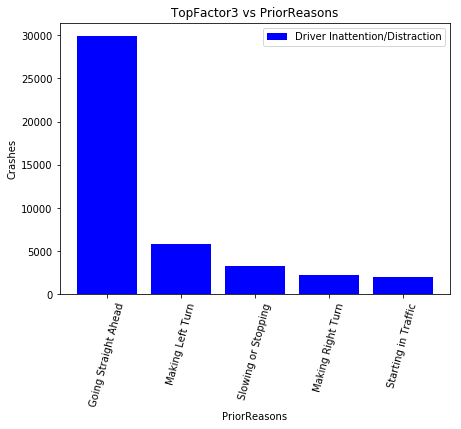 TopFactor3 vs PriorReasons
Driver Inattention/Distraction
30000
25000
20000
15000
10000
5000
0
Crashes
Going Straight Ahead
Making Left Turn
Slowing or Stopping
Making Right Turn
Starting in Traffic
PriorReasons